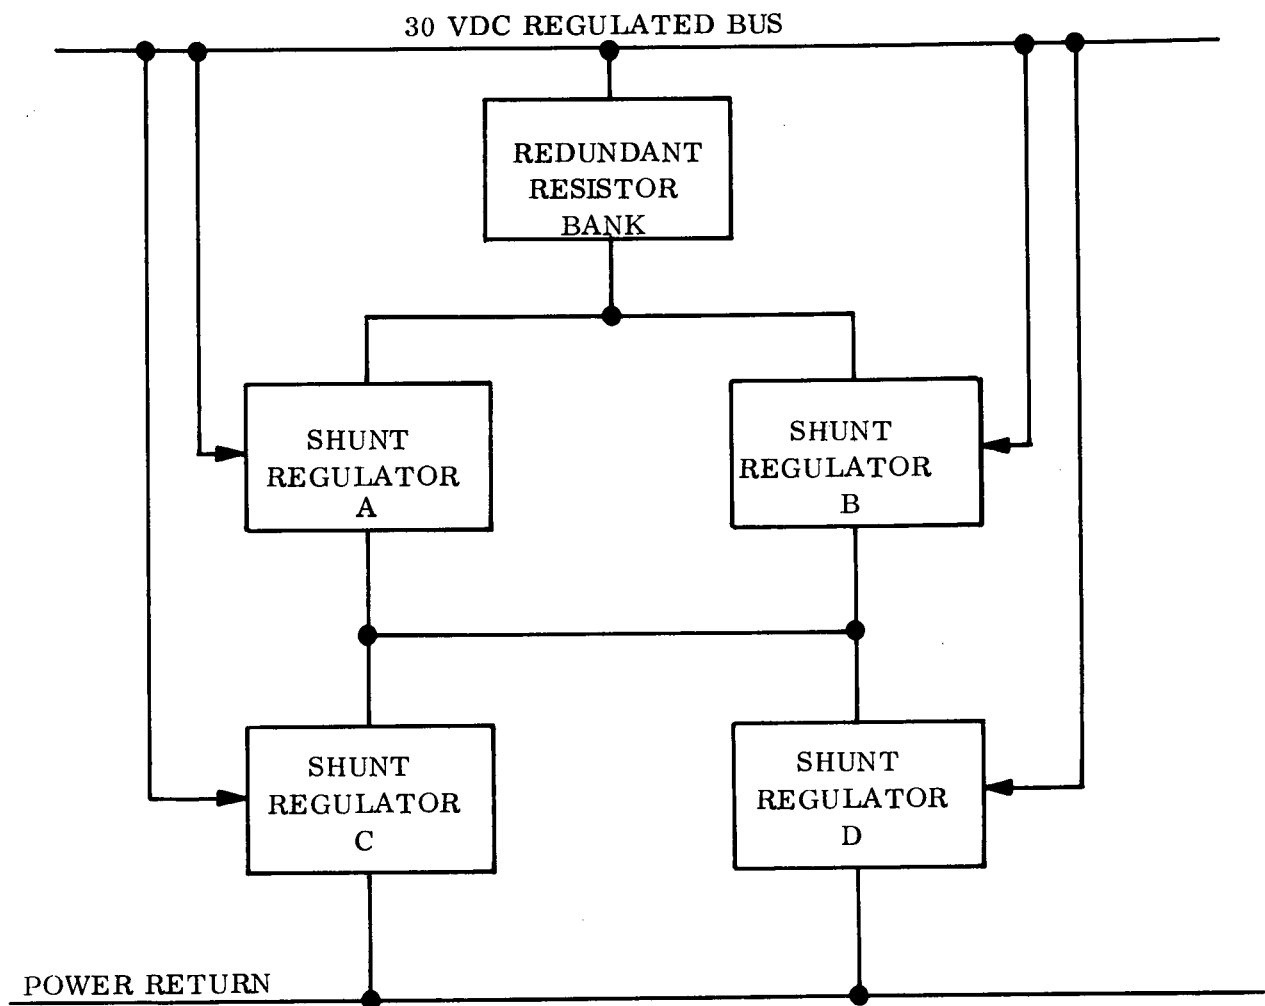 30 VDC REGULATED BUS
REDUNDANT
RESISTOR
BANK
SHUNT
REGULATOR
A
SHUNT
REGULATOR
B
SHUNT
REGULATOR
C
SHUNT
REGULATOR
D
POWER RETURN